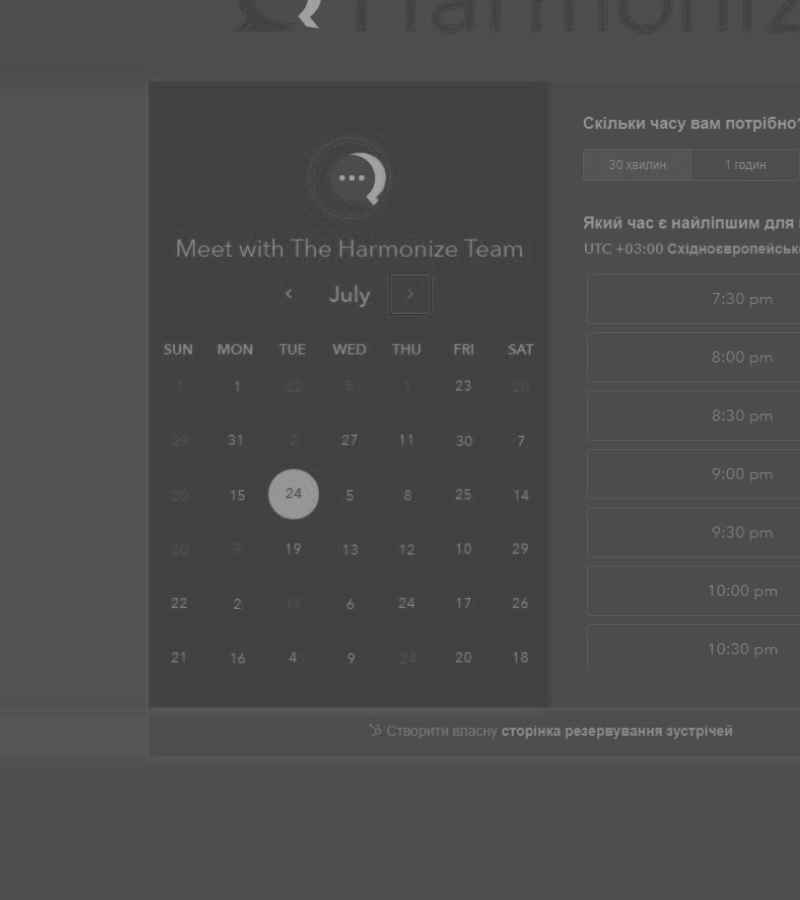 Harmoniz
Meet with The Harmonize Team
July
SUN MON TUE WED THU FRI SAT
1 1 22 5 1 23 20
29 31 2 27 11 30 7
20 15 24 5 8 25 14
20 9 19 13 12 10 29
22 2 11 6 24 17 26
21 16 4 9 24 20 18
Скільки часу вам потрібно?
30 хвилин 1 годин
Який час є найліпшим для
UTC +03:00 Східноєвропейськ
7:30 pm
8:00 pm
8:30 pm
9:00 pm
9:30 pm
10:00 pm
10:30 pm
Створити власну сторінка резервування зустрічей